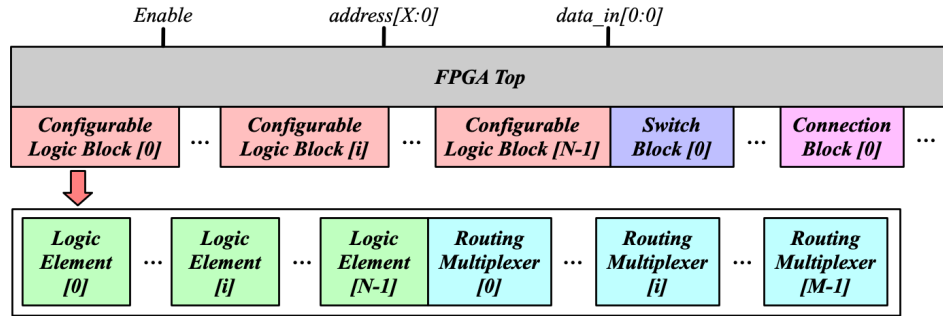 Enable address[X:0] data_in[0:0]
FPGA Top
Configurable Logic Block [0]
...
Configurable Logic Block [i]
...
Configurable Logic Block [N-1]
Switch Block [0]
...
Connection Block [0]
...
Logic Element [0]
...
Logic Element [i]
...
Logic Element [N-1]
Routing Multiplexer [0]
...
Routing Multiplexer [i]
...
Routing Multiplexer [M-1]